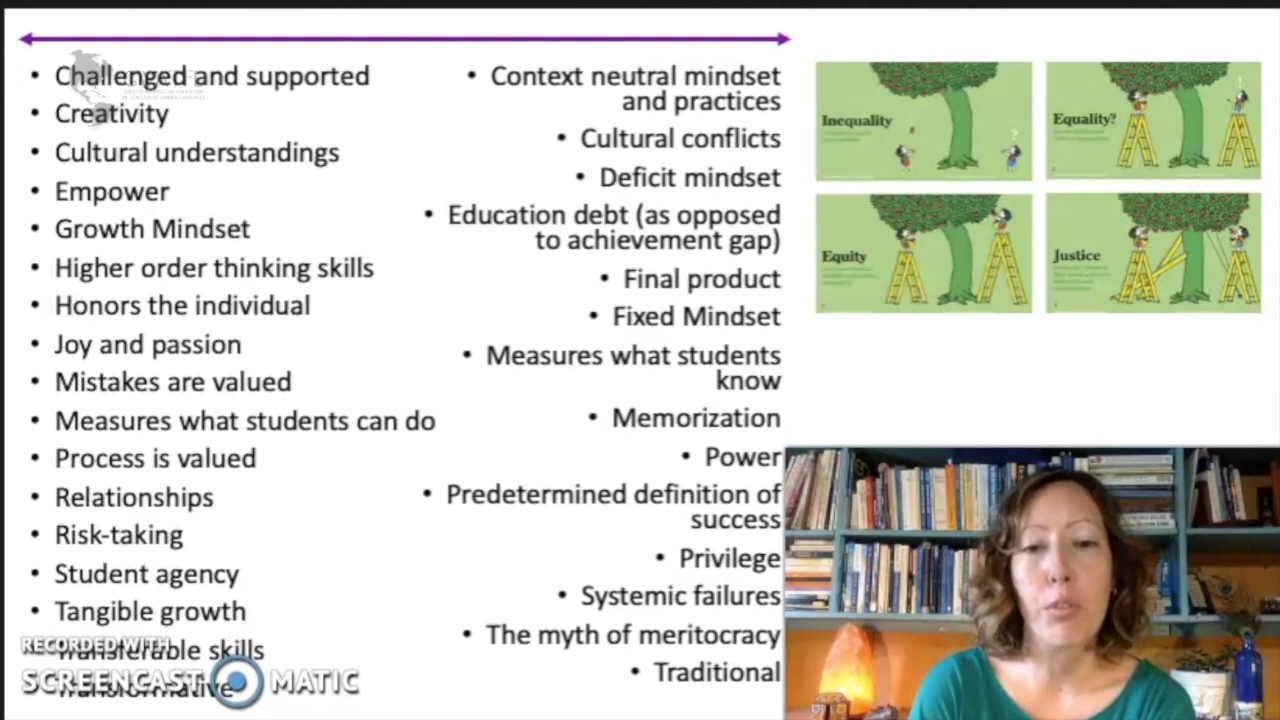 • Challenged and supported
• Creativity
• Cultural understandings
• Empower
• Growth Mindset
• Higher order thinking skills
• Honors the individual
• Joy and passion
• Mistakes are valued
• Measures what students can do
• Process is valued
• Relationships
• Risk-taking
• Student agency
• Tangible growth
• Transferable skills
• Transformative
• Context neutral mindset
and practices
• Cultural conflicts
• Deficit mindset
• Education debt (as opposed
to achievement gap)
• Final product
• Fixed Mindset
• Measures what students
know
• Memorization
• Power
• Predetermined definition of
success
• Privilege
• Systemic failures
• The myth of meritocracy
• Traditional
Inequality
Equality?
Equity
Justice
RECORDED WITH
SCREENCAST MATIC